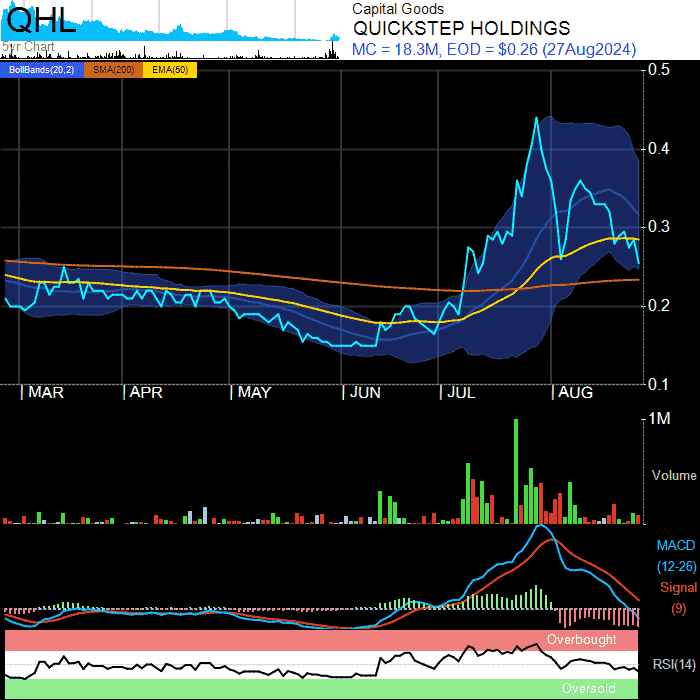 QHL
5yr Chart
Capital Goods
QUICKSTEP HOLDINGS
MC = 18.3M, EOD = $0.26 (27Aug2024)
BollBands(20,2) SMA(200) EMA(50)
0.5
0.4
0.3
0.2
0.1
MAR APR MAY JUN JUL AUG
1M
Volume
MACD
(12-26)
Signal
(9)
Overbought
RSI(14)
Oversold